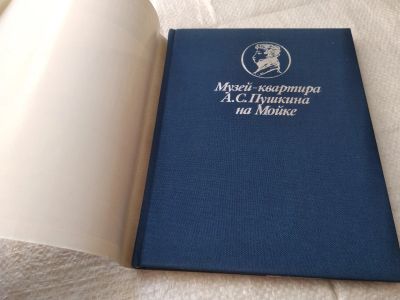 Музей-квартира
А.С.Пушкина
на Мойке